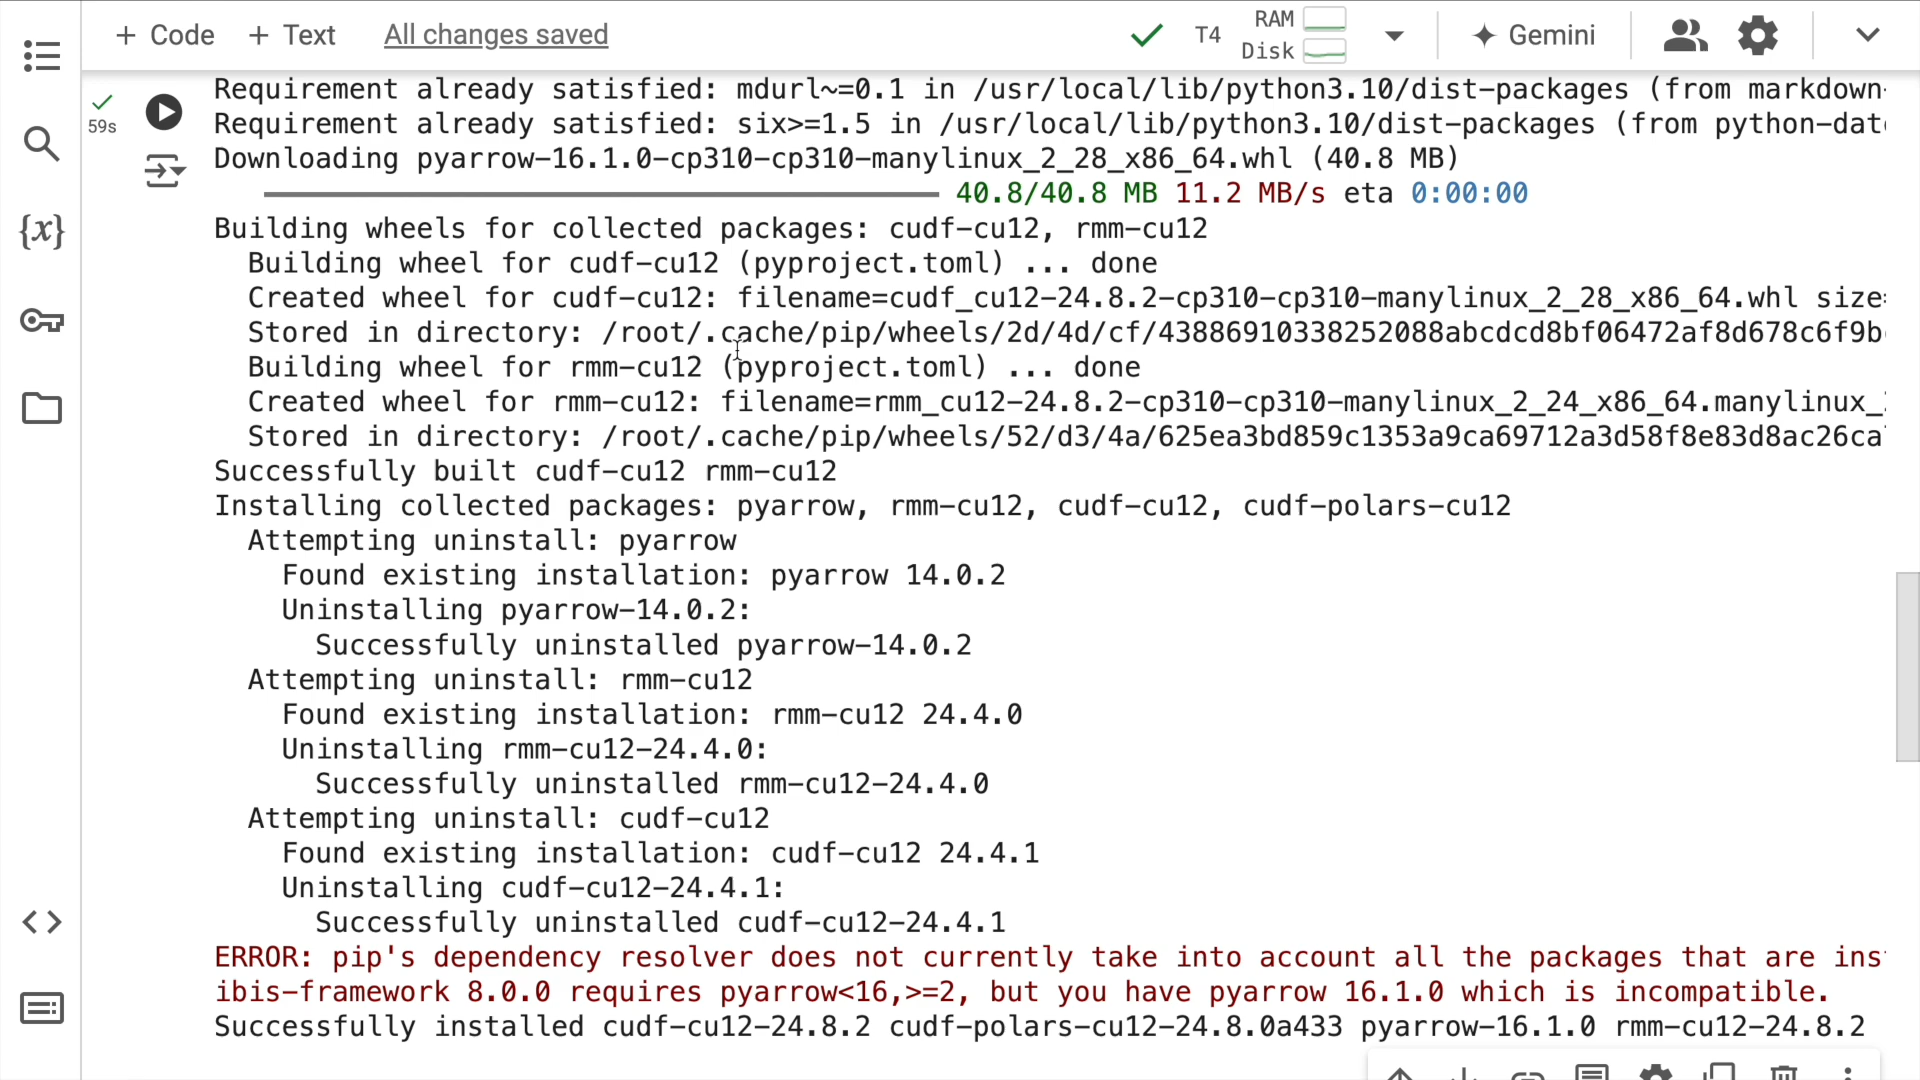 + Code + Text All changes saved T4 RAM Disk Gemini
Requirement already satisfied: mdurl~=0.1 in /usr/local/lib/python3.10/dist-packages (from markdown-
59s
Requirement already satisfied: six>=1.5 in /usr/local/lib/python3.10/dist-packages (from python-dat
Downloading pyarrow-16.1.0-cp310-cp310-manylinux_2_28_x86_64.whl (40.8 MB)
40.8/40.8 MB 11.2 MB/s eta 0:00:00
{x}
Building wheels for collected packages: cudf-cu12, rmm-cu12
Building wheel for cudf-cu12 (pyproject.toml) ... done
Created wheel for cudf-cu12: filename=cudf_cu12-24.8.2-cp310-cp310-manylinux_2_28_x86_64.whl size=
Stored in directory: /root/.cache/pip/wheels/2d/4d/cf/43886910338252088abcdcd8bf06472af8d678c6f9b
Building wheel for rmm-cu12 (pyproject.toml) ... done
Created wheel for rmm-cu12: filename=rmm_cu12-24.8.2-cp310-cp310-manylinux_2_24_x86_64.manylinux_
Stored in directory: /root/.cache/pip/wheels/52/d3/4a/625ea3bd859c1353a9ca69712a3d58f8e83d8ac26ca
Successfully built cudf-cu12 rmm-cu12
Installing collected packages: pyarrow, rmm-cu12, cudf-cu12, cudf-polars-cu12
Attempting uninstall: pyarrow
Found existing installation: pyarrow 14.0.2
Uninstalling pyarrow-14.0.2:
Successfully uninstalled pyarrow-14.0.2
Attempting uninstall: rmm-cu12
Found existing installation: rmm-cu12 24.4.0
Uninstalling rmm-cu12-24.4.0:
Successfully uninstalled rmm-cu12-24.4.0
Attempting uninstall: cudf-cu12
Found existing installation: cudf-cu12 24.4.1
Uninstalling cudf-cu12-24.4.1:
Successfully uninstalled cudf-cu12-24.4.1
ERROR: pip's dependency resolver does not currently take into account all the packages that are ins
ibis-framework 8.0.0 requires pyarrow<16,>=2, but you have pyarrow 16.1.0 which is incompatible.
Successfully installed cudf-cu12-24.8.2 cudf-polars-cu12-24.8.0a433 pyarrow-16.1.0 rmm-cu12-24.8.2